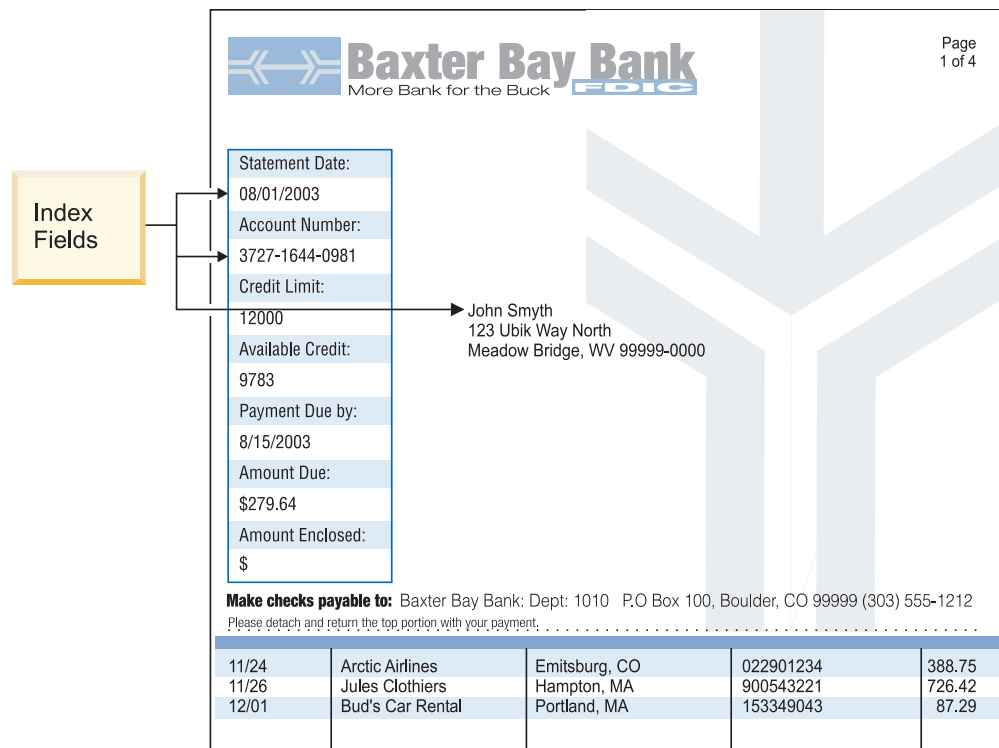 Baxter Bay Bank
More Bank for the Buck FDIC
Page
1 of 4
Index
Fields
Statement Date:
08/01/2003
Account Number:
3727-1644-0981
Credit Limit:
12000
Available Credit:
9783
Payment Due by:
8/15/2003
Amount Due:
$279.64
Amount Enclosed:
$
John Smyth
123 Ubik Way North
Meadow Bridge, WV 99999-0000
Make checks payable to: Baxter Bay Bank: Dept: 1010 P.O Box 100, Boulder, CO 99999 (303) 555-1212
Please detach and return the top portion with your payment.
11/24 Arctic Airlines Emitsburg, CO 022901234 388.75
11/26 Jules Clothiers Hampton, MA 900543221 726.42
12/01 Bud's Car Rental Portland, MA 153349043 87.29